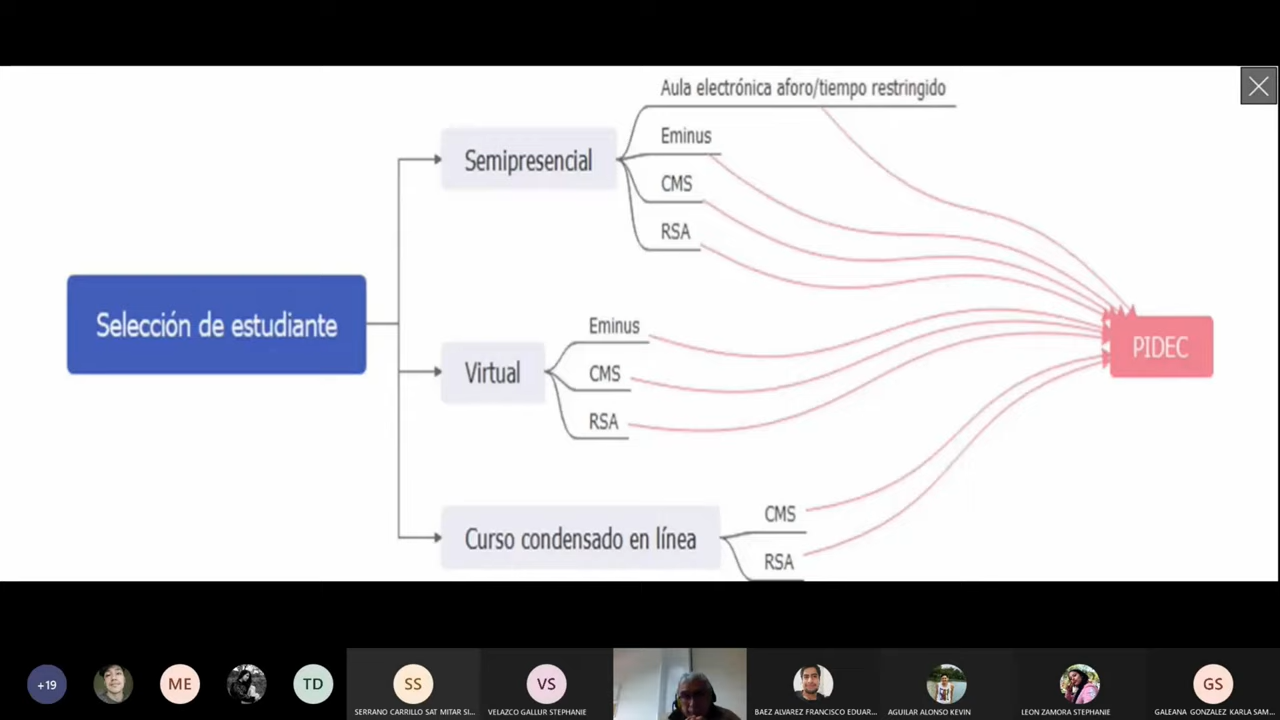 Aula electrónica aforo/tiempo restringido
Eminus
Semipresencial
CMS
RSA
Selección de estudiante
Eminus
Virtual
CMS
RSA
PIDEC
CMS
Curso condensado en línea
RSA
+19
ME
TD
SS
SERRANO CARRILLO SAT MITAR SI...
VS
VELAZCO GALLUR STEPHANIE
BAEZ ALVAREZ FRANCISCO EDUAR...
AGUILAR ALONSO KEVIN
LEON ZAMORA STEPHANIE
GS
GALEANA GONZALEZ KARLA SAM...